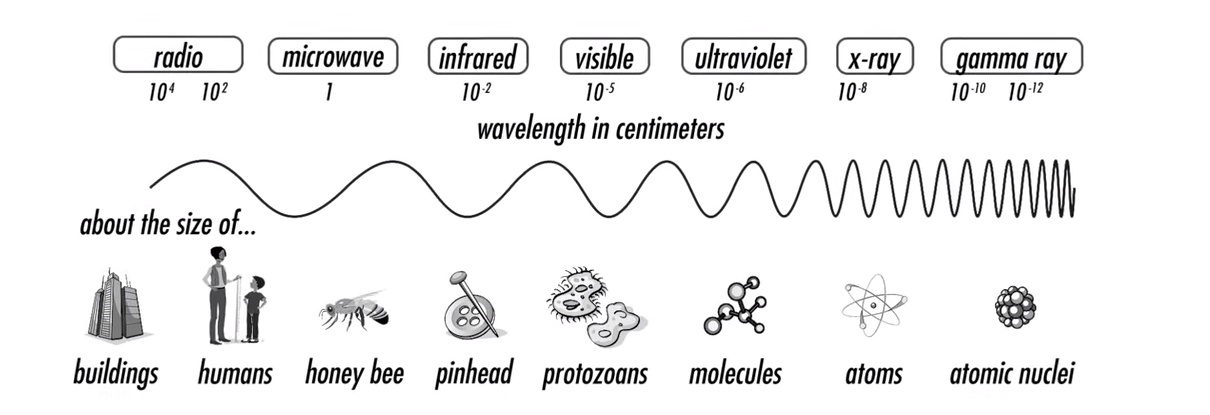 radio microwave infrared visible ultraviolet x-ray gamma ray
10⁴ 10² 1 10⁻² 10⁻⁵ 10⁻⁶ 10⁻⁸ 10⁻¹⁰ 10⁻¹²
wavelength in centimeters
about the size of...
buildings humans honey bee pinhead protozoans molecules atoms atomic nuclei